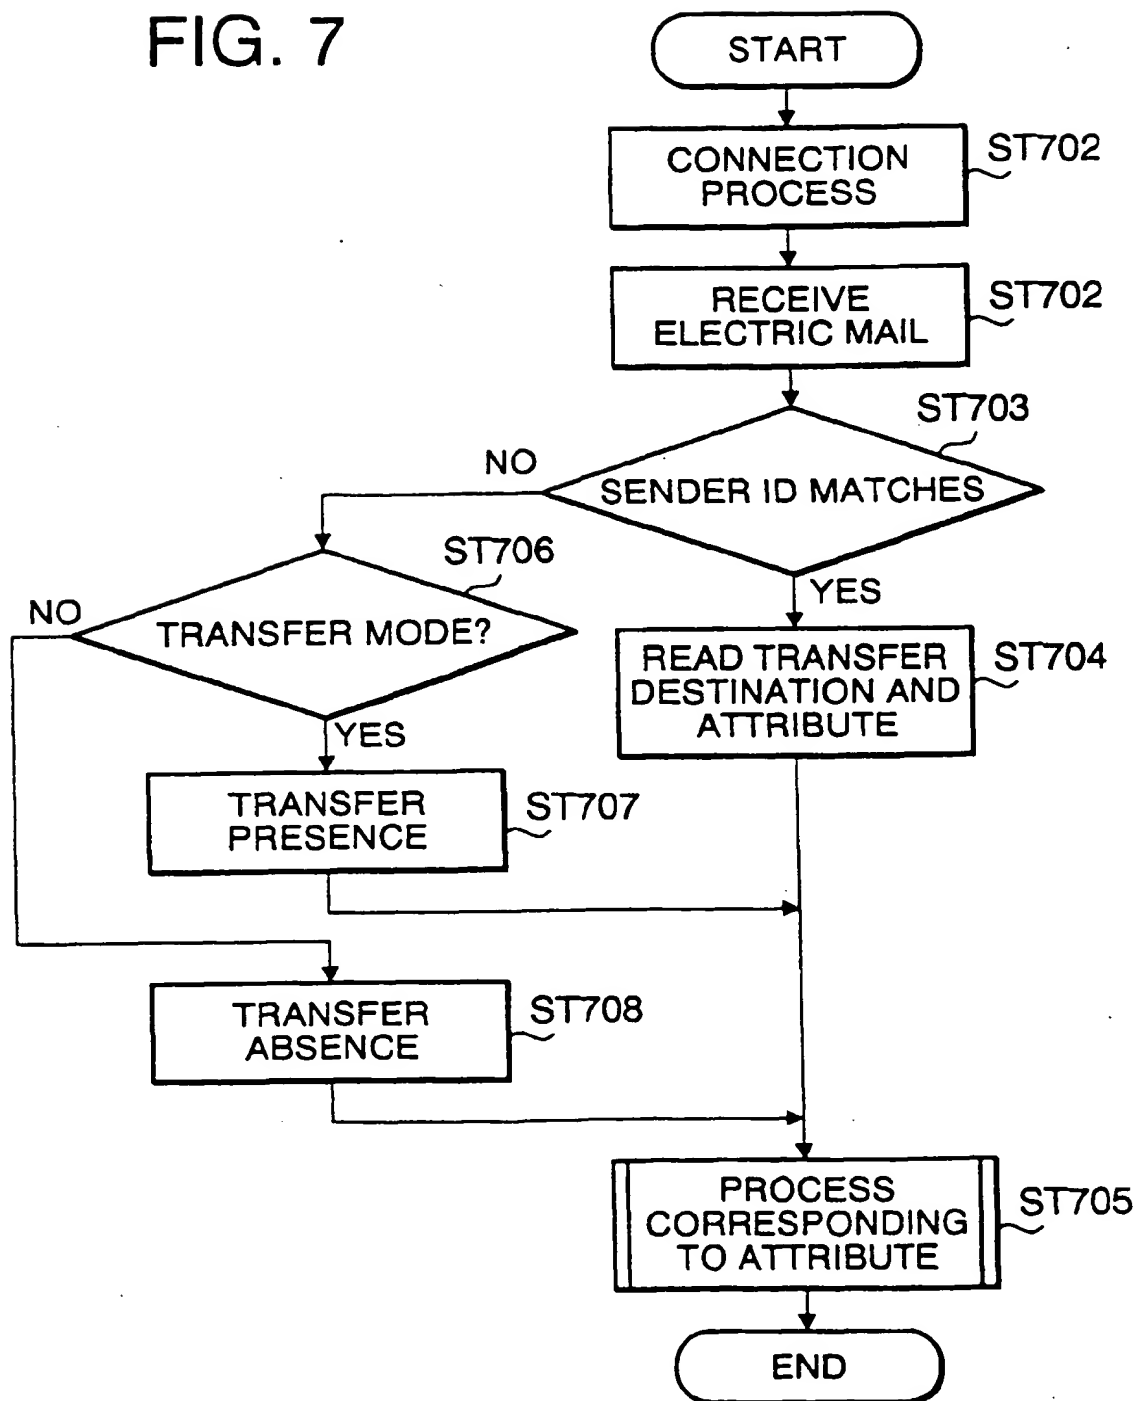 FIG. 7
START
CONNECTION
PROCESS
ST702
RECEIVE
ELECTRIC MAIL
ST702
ST703
SENDER ID MATCHES
NO
YES
ST706
TRANSFER MODE?
NO
YES
READ TRANSFER
DESTINATION AND
ATTRIBUTE
ST704
TRANSFER
PRESENCE
ST707
TRANSFER
ABSENCE
ST708
PROCESS
CORRESPONDING
TO ATTRIBUTE
ST705
END